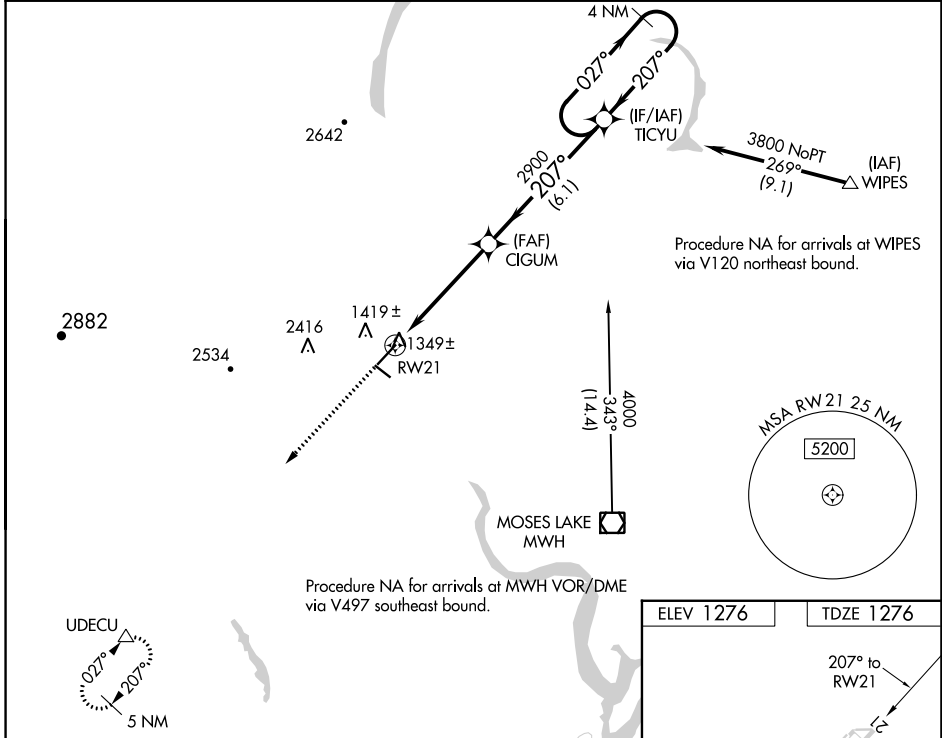 4 NM
027°
207°
(IF/IAF)
TICYU
2642
3800 NoPT
269°
(9.1)
(IAF)
WIPES
2900
207°
(6.1)
(FAF)
CIGUM
Procedure NA for arrivals at WIPES
via V120 northeast bound.
2882
2416
1419±
2534
1349±
RW21
4000
343°
(14.4)
MSA RW21 25 NM
5200
MOSES LAKE
MWH
Procedure NA for arrivals at MWH VOR/DME
via V497 southeast bound.
UDECU
027°
207°
5 NM
ELEV 1276
TDZE 1276
207° to
RW21
21